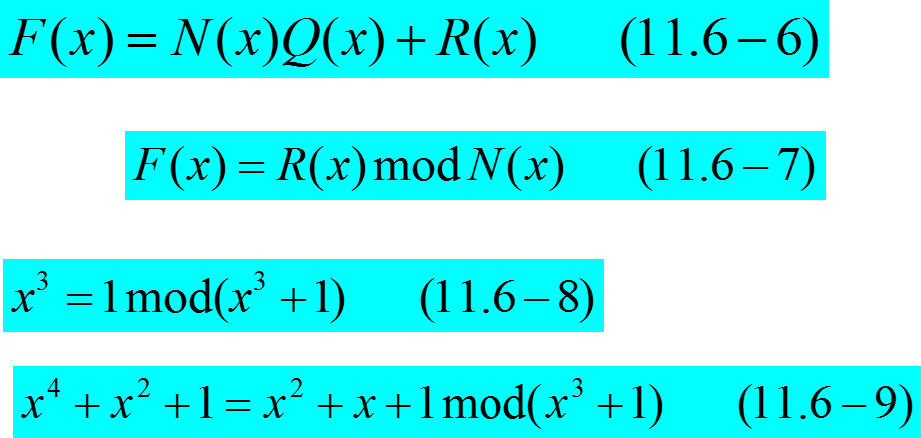 F(x) = N(x)Q(x) + R(x) (11.6 − 6)
F(x) = R(x) mod N(x) (11.6 − 7)
x³ = 1 mod(x³ + 1) (11.6 − 8)
x⁴ + x² + 1 = x² + x + 1 mod(x³ + 1) (11.6 − 9)